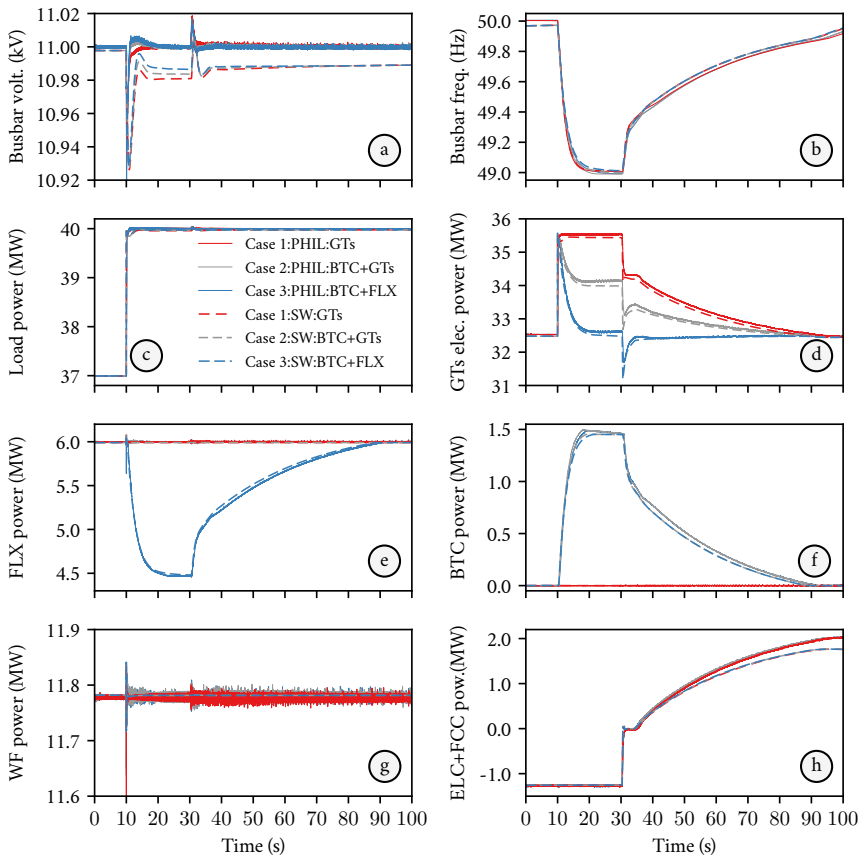 Busbar volt. (kV)
11.03
11.00
10.98
10.96
10.94
10.92
a
Busbar freq. (Hz)
50.0
49.8
49.6
49.4
49.2
49.0
b
Load power (MW)
40
39
38
37
Case 1:PHIL:GTs
Case 2:PHIL:BTC+GTs
Case 3:PHIL:BTC+FLX
Case 1:SW:GTs
Case 2:SW:BTC+GTs
Case 3:SW:BTC+FLX
c
GTs elec. power (MW)
36
35
34
33
32
31
d
FLX power (MW)
6.0
5.5
5.0
4.5
e
BTC power (MW)
1.5
1.0
0.5
0.0
f
WF power (MW)
11.9
11.8
11.7
11.6
g
0 10 20 30 40 50 60 70 80 90 100
Time (s)
ELC+FCC pow.(MW)
2.0
1.0
0.0
-1.0
h
0 10 20 30 40 50 60 70 80 90 100
Time (s)